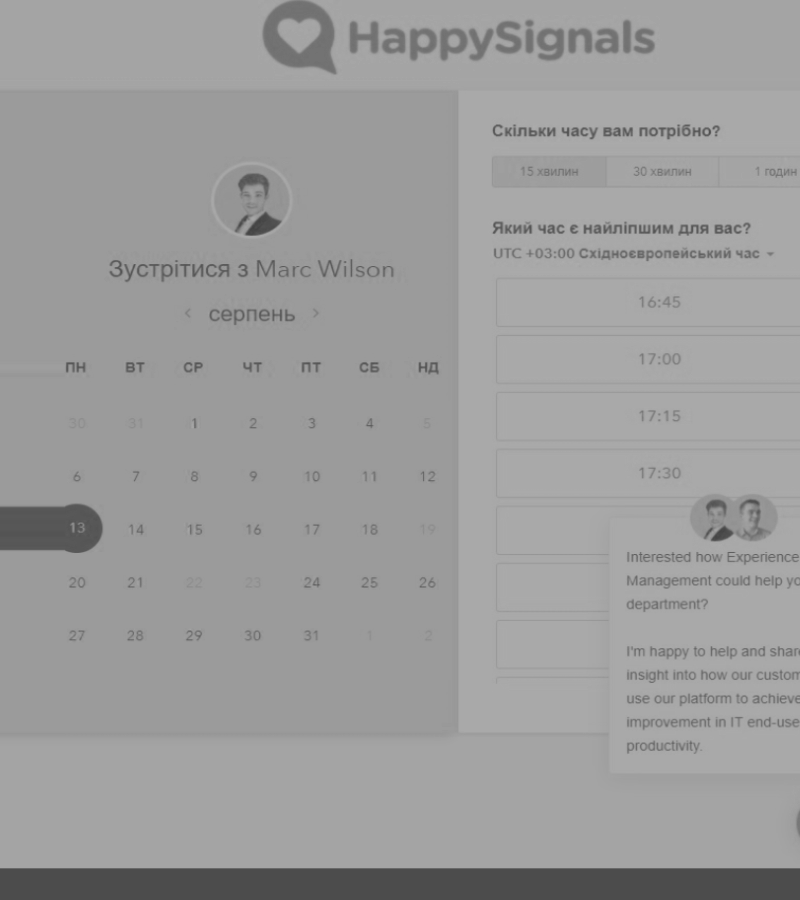 HappySignals
Зустрітися з Marc Wilson
серпень
ПН ВТ СР ЧТ ПТ СБ НД
30 31 1 2 3 4 5
6 7 8 9 10 11 12
13 14 15 16 17 18 19
20 21 22 23 24 25 26
27 28 29 30 31 1 2
Скільки часу вам потрібно?
15 хвилин 30 хвилин 1 годин
Який час є найліпшим для вас?
UTC +03:00 Східноєвропейський час
16:45
17:00
17:15
17:30
Interested how Experience
Management could help yo
department?
I'm happy to help and share
insight into how our custom
use our platform to achieve
improvement in IT end-use
productivity.